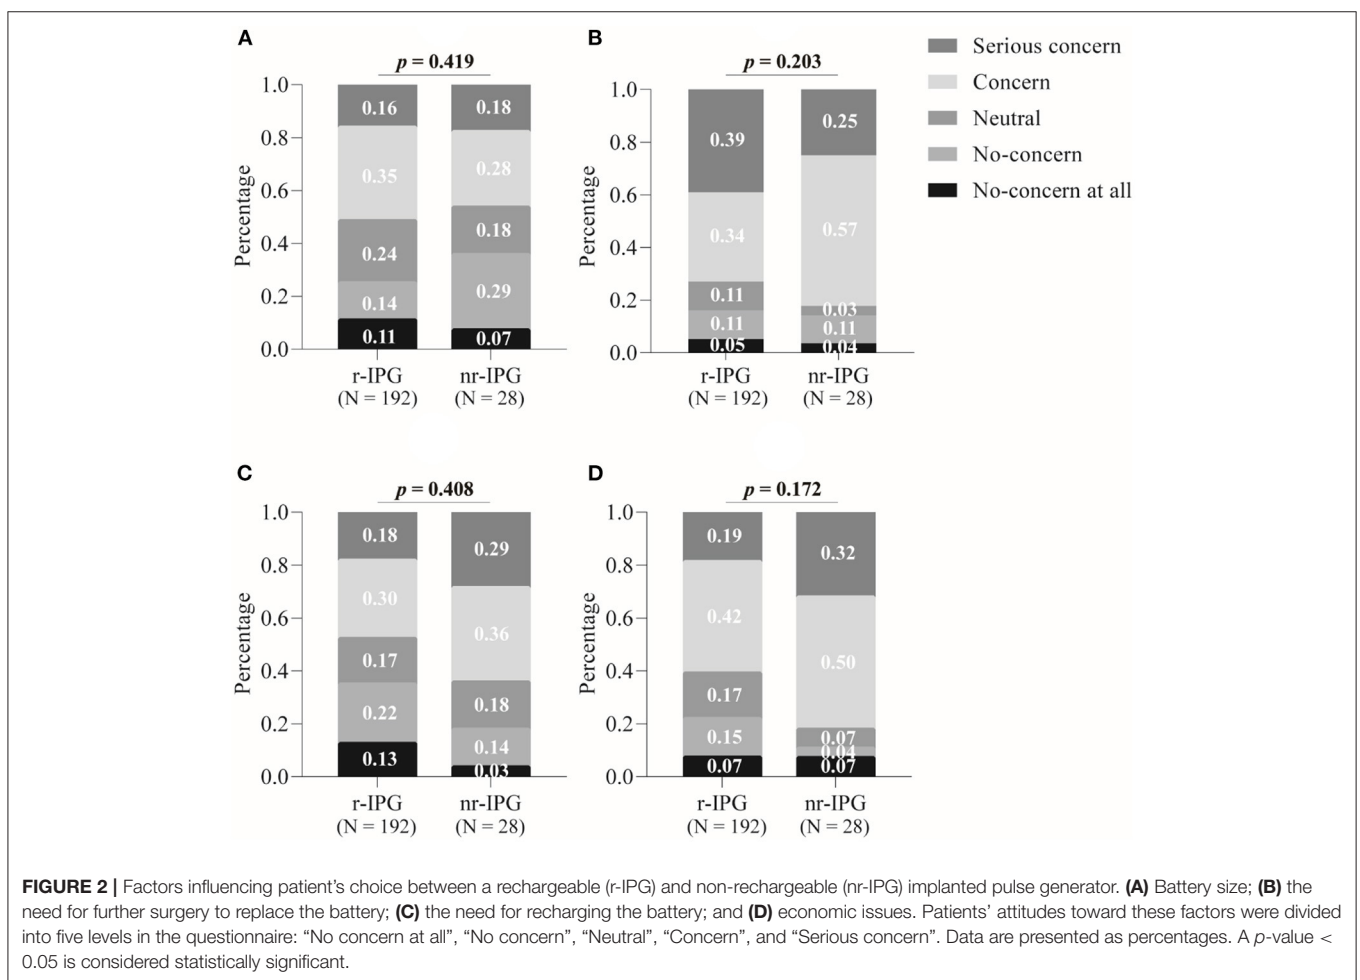 A
p = 0.419
Percentage
1.0
0.8
0.6
0.4
0.2
0.0
0.16
0.35
0.24
0.14
0.11
0.18
0.28
0.18
0.29
0.07
r-IPG
(N = 192)
nr-IPG
(N = 28)
B
p = 0.203
Percentage
1.0
0.8
0.6
0.4
0.2
0.0
0.39
0.34
0.11
0.11
0.05
0.25
0.57
0.03
0.11
0.04
r-IPG
(N = 192)
nr-IPG
(N = 28)
Serious concern
Concern
Neutral
No-concern
No-concern at all
C
p = 0.408
Percentage
1.0
0.8
0.6
0.4
0.2
0.0
0.18
0.30
0.17
0.22
0.13
0.29
0.36
0.18
0.14
0.03
r-IPG
(N = 192)
nr-IPG
(N = 28)
D
p = 0.172
Percentage
1.0
0.8
0.6
0.4
0.2
0.0
0.19
0.42
0.17
0.15
0.07
0.32
0.50
0.07
0.04
0.07
r-IPG
(N = 192)
nr-IPG
(N = 28)
FIGURE 2 | Factors influencing patient's choice between a rechargeable (r-IPG) and non-rechargeable (nr-IPG) implanted pulse generator. (A) Battery size; (B) the
need for further surgery to replace the battery; (C) the need for recharging the battery; and (D) economic issues. Patients' attitudes toward these factors were divided
into five levels in the questionnaire: "No concern at all", "No concern", "Neutral", "Concern", and "Serious concern". Data are presented as percentages. A p-value <
0.05 is considered statistically significant.